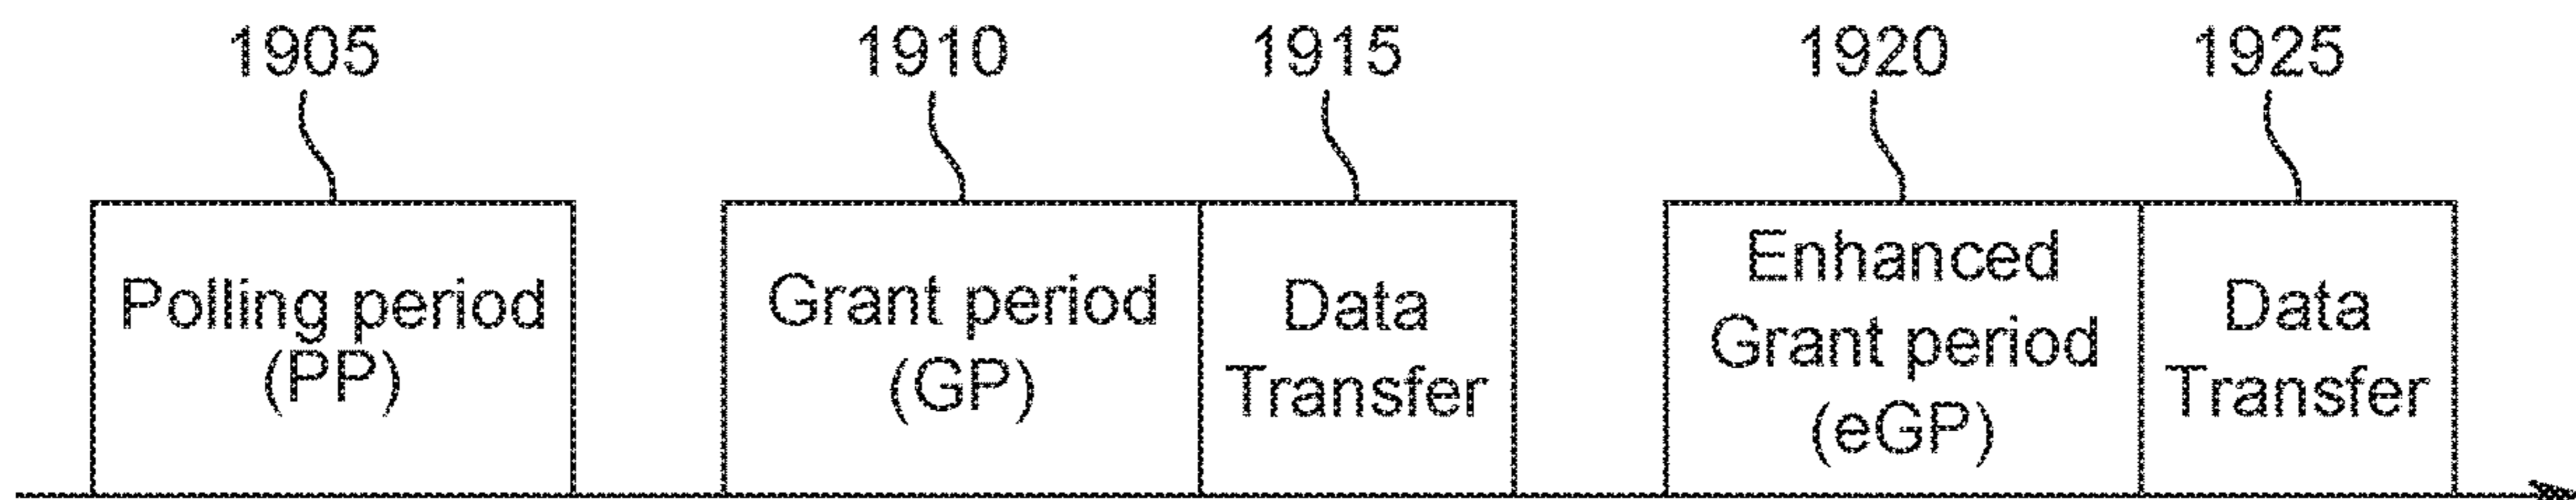 1905
1910
1915
1920
1925
Polling period
(PP)
Grant period
(GP)
Data
Transfer
Enhanced
Grant period
(eGP)
Data
Transfer